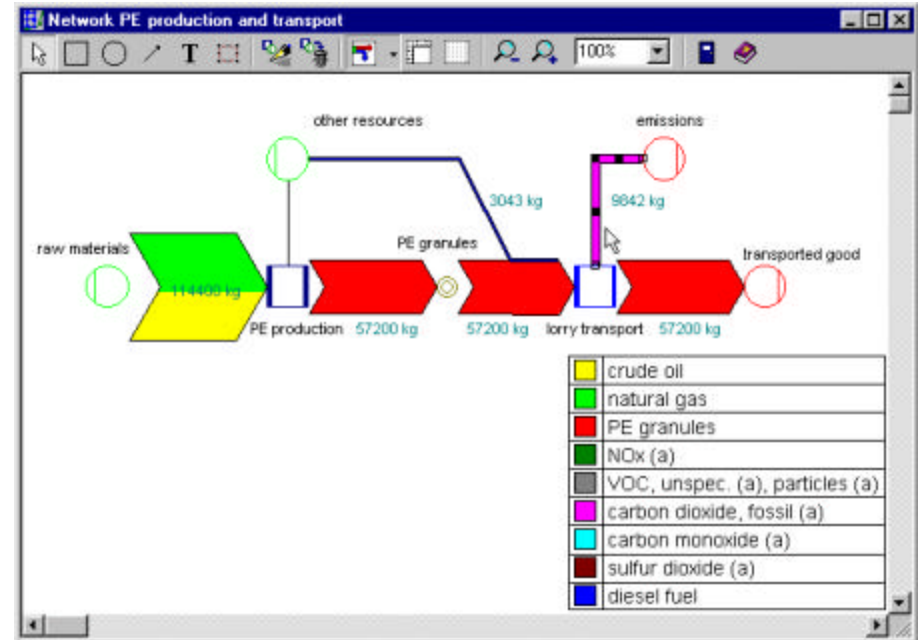 Network PE production and transport
T
100%
other resources
emissions
3043 kg
9842 kg
raw materials
PE granules
transported good
114400 kg
PE production
57200 kg
57200 kg
lorry transport
57200 kg
crude oil
natural gas
PE granules
NOx (a)
VOC, unspec. (a), particles (a)
carbon dioxide, fossil (a)
carbon monoxide (a)
sulfur dioxide (a)
diesel fuel